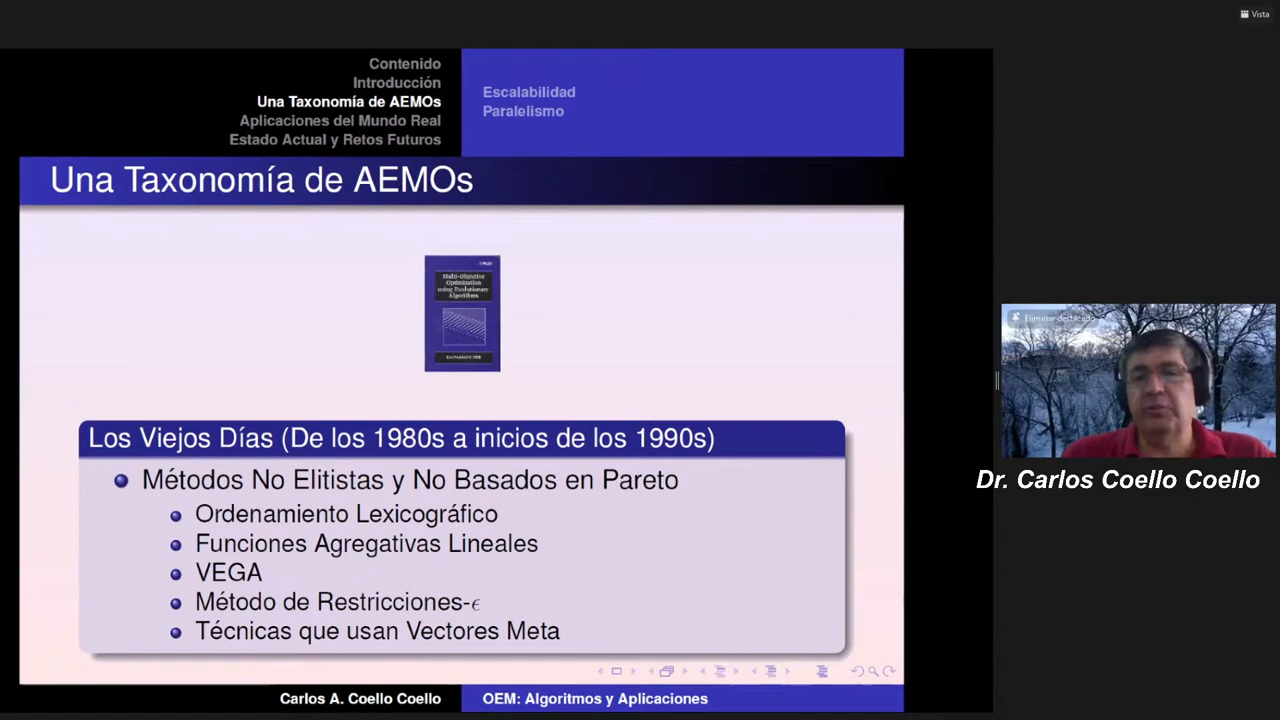 Vista
Contenido
Introducción
Una Taxonomía de AEMOs
Aplicaciones del Mundo Real
Estado Actual y Retos Futuros
Escalabilidad
Paralelismo
Una Taxonomía de AEMOs
Multi-Objective
Optimization
using Evolutionary
Algorithms
Los Viejos Días (De los 1980s a inicios de los 1990s)
Métodos No Elitistas y No Basados en Pareto
Ordenamiento Lexicográfico
Funciones Agregativas Lineales
VEGA
Método de Restricciones-ϵ
Técnicas que usan Vectores Meta
Carlos A. Coello Coello
OEM: Algoritmos y Aplicaciones
Eliminar destacado
Dr. Carlos Coello Coello